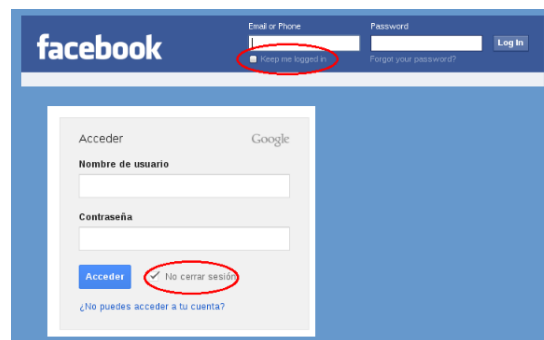 Email or Phone Password
facebook Log In
Keep me logged in Forgot your password?
Acceder Google
Nombre de usuario
Contraseña
Acceder No cerrar sesión
¿No puedes acceder a tu cuenta?